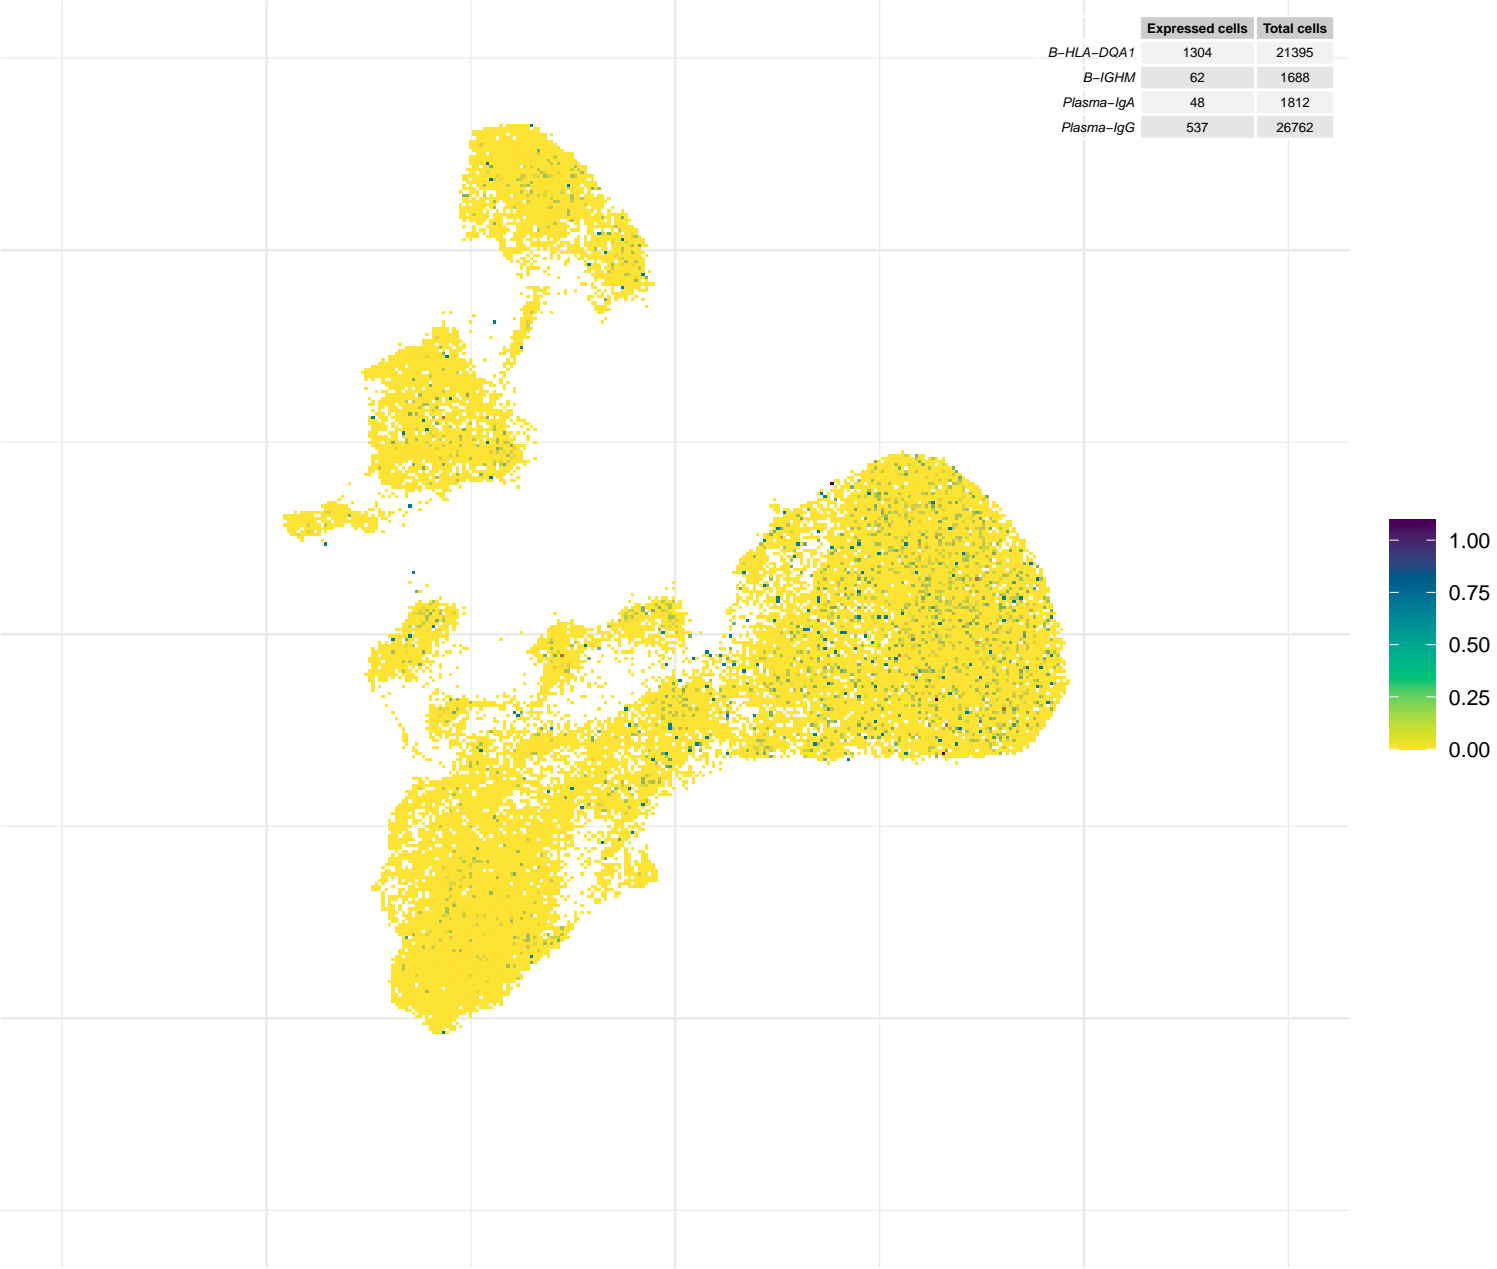 Expressed cells Total cells
B−HLA−DQA1 1304 21395
B−IGHM 62 1688
Plasma−IgA 48 1812
Plasma−IgG 537 26762
1.00
0.75
0.50
0.25
0.00